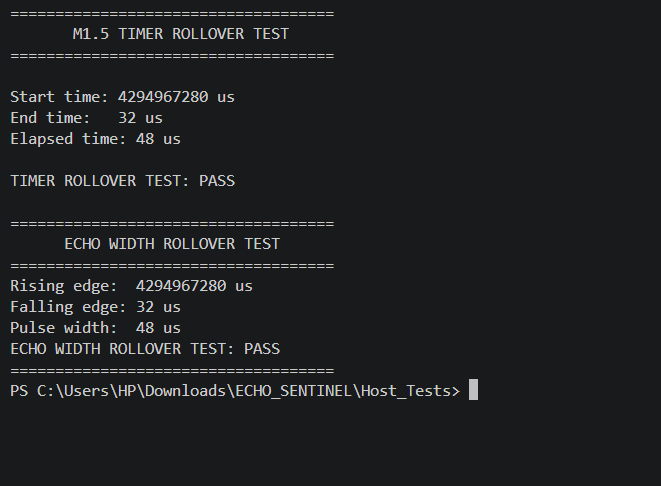 ====================================
       M1.5 TIMER ROLLOVER TEST
====================================
Start time: 4294967280 us
End time:   32 us
Elapsed time: 48 us
TIMER ROLLOVER TEST: PASS
====================================
      ECHO WIDTH ROLLOVER TEST
====================================
Rising edge:  4294967280 us
Falling edge: 32 us
Pulse width:  48 us
ECHO WIDTH ROLLOVER TEST: PASS
====================================
PS C:\Users\HP\Downloads\ECHO_SENTINEL\Host_Tests>